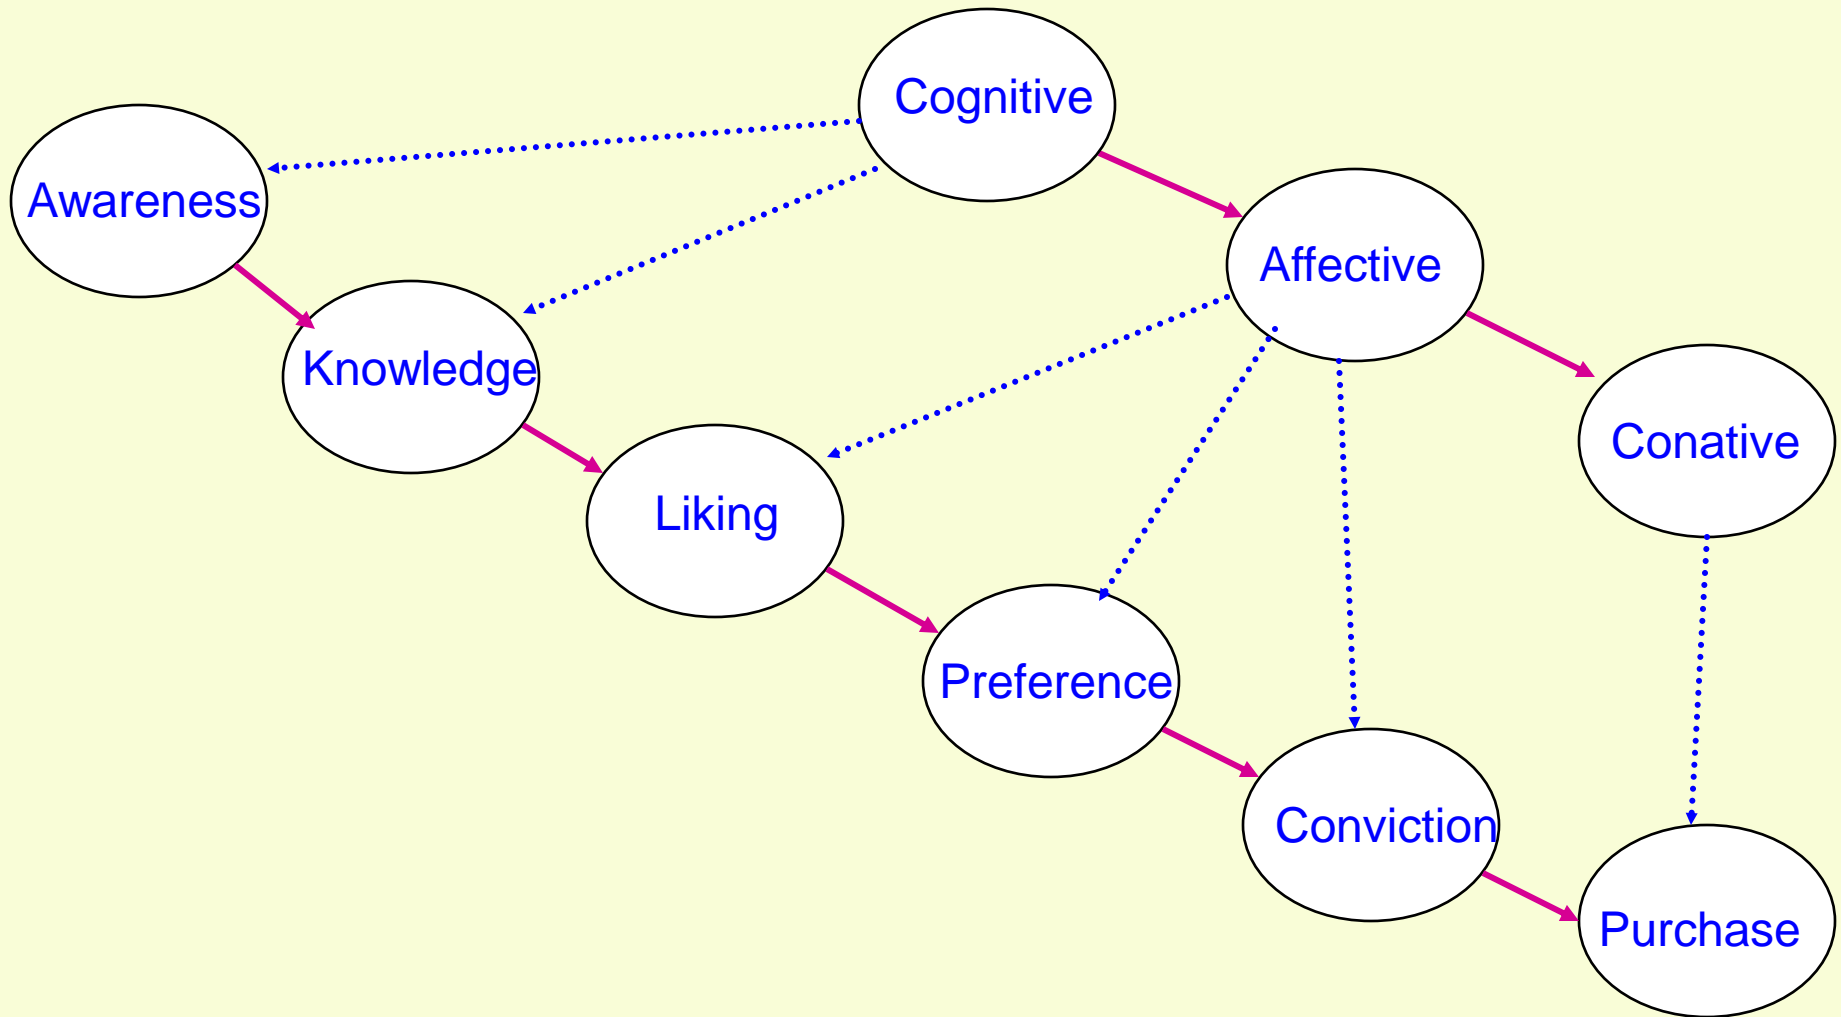 Cognitive
Awareness
Affective
Knowledge
Conative
Liking
Preference
Conviction
Purchase